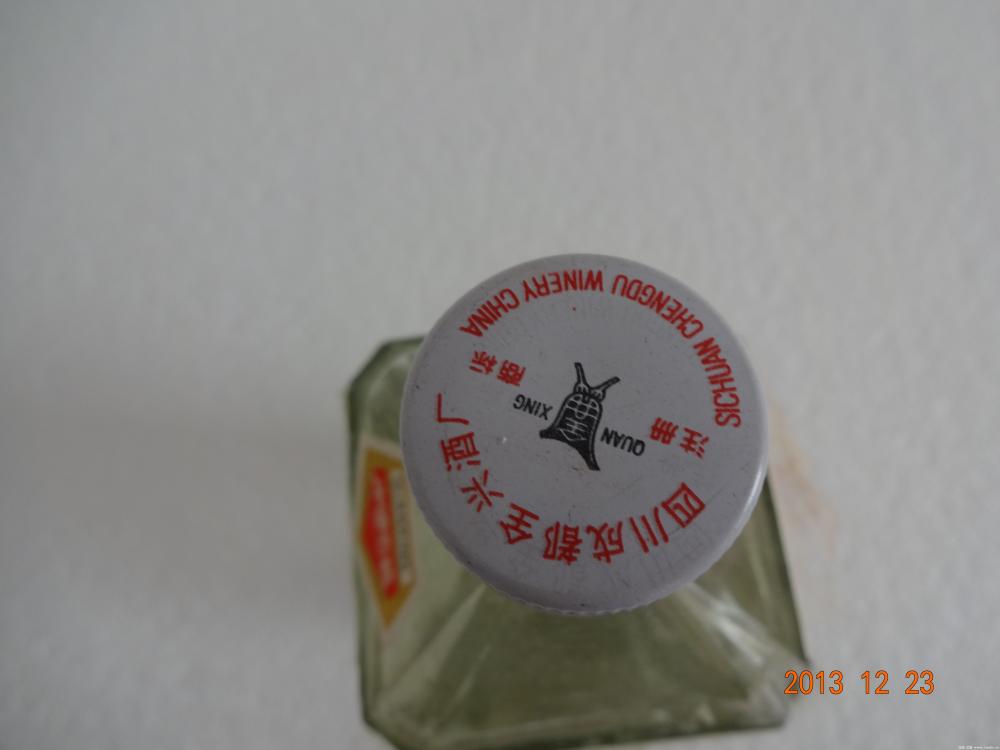 四川成都全兴酒厂
注册 商标
QUAN XING
全
SICHUAN CHENGDU WINERY CHINA
2013 12 23